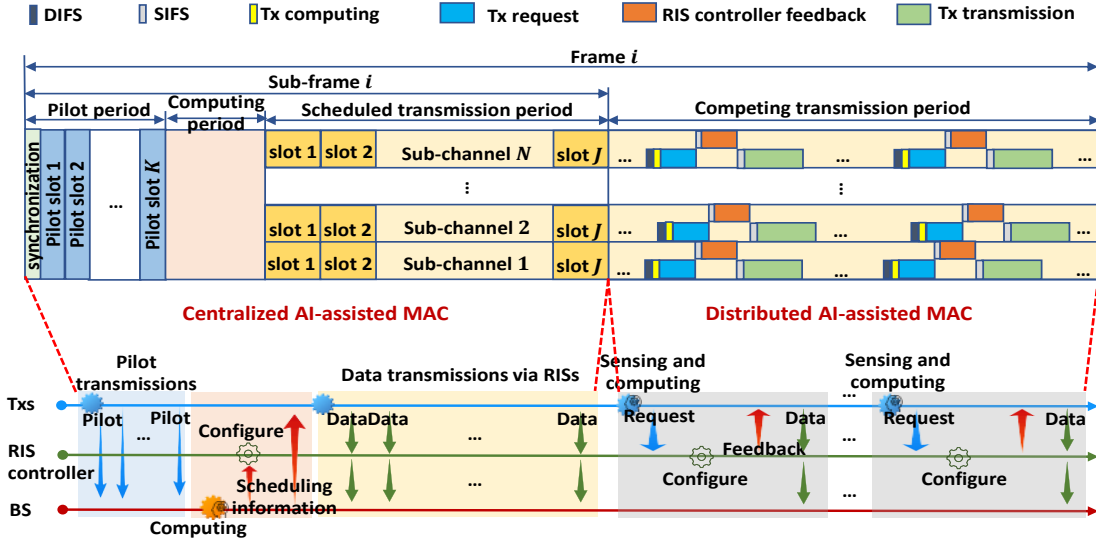 DIFS SIFS Tx computing Tx request RIS controller feedback Tx transmission
Frame i
Sub-frame i
Pilot period
Computing period
Scheduled transmission period
Competing transmission period
synchronization
Pilot slot 1
Pilot slot 2
...
Pilot slot K
slot 1 slot 2 Sub-channel N slot J ... ... ...
⋮ ⋮
slot 1 slot 2 Sub-channel 2 slot J ... ... ...
slot 1 slot 2 Sub-channel 1 slot J ... ... ...
Centralized AI-assisted MAC
Distributed AI-assisted MAC
Pilot
transmissions
Data transmissions via RISs
Sensing and
computing
Sensing and
computing
Txs
...
Pilot ... Pilot
Configure
Data Data ... Data
Request
Data
Request
Data
RIS
controller
Feedback
Configure
Configure
Scheduling
information
... ...
BS
Computing